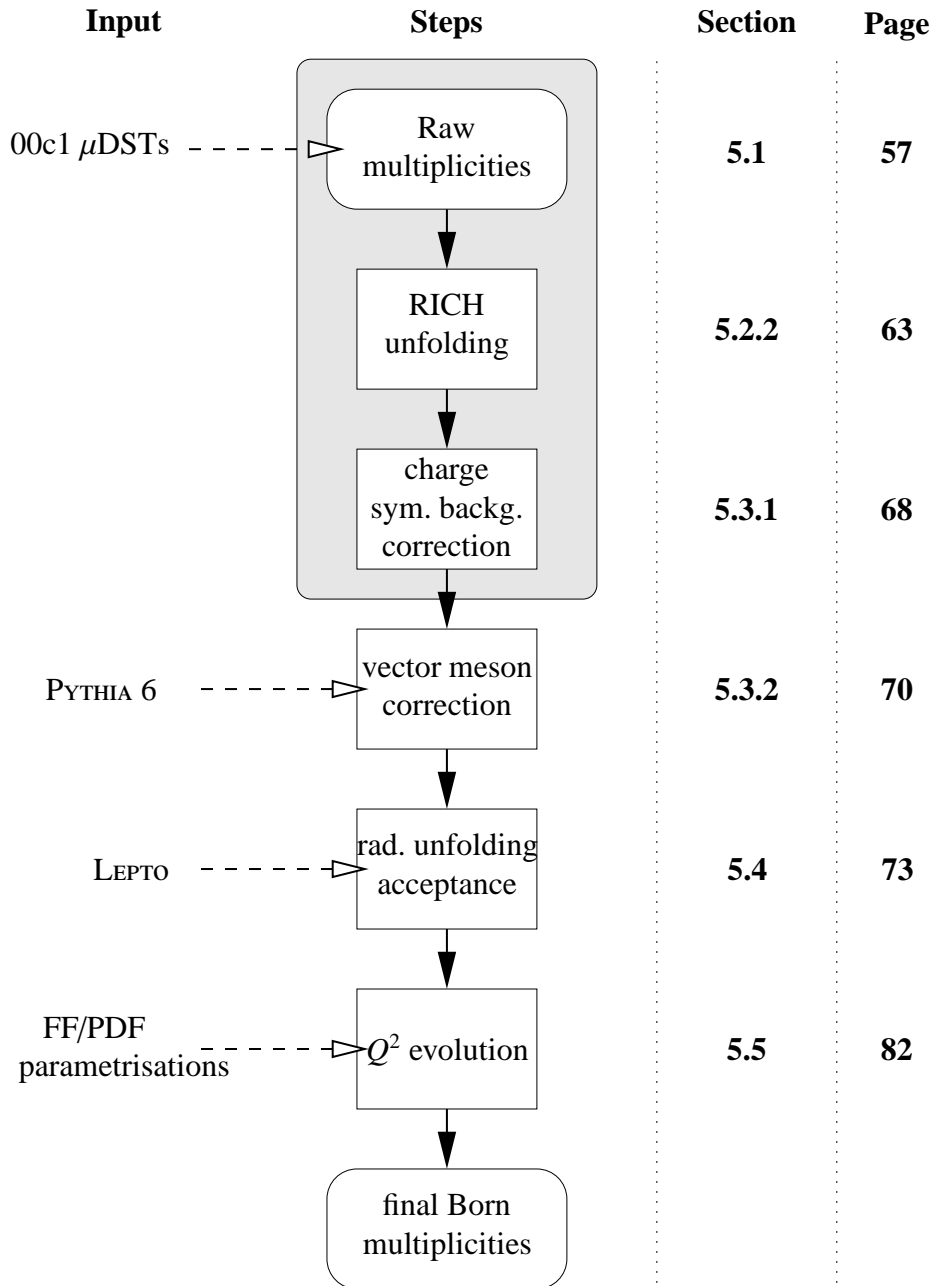 Input Steps Section Page
00c1 μDSTs
Raw
multiplicities
5.1 57
RICH
unfolding
5.2.2 63
charge
sym. backg.
correction
5.3.1 68
PYTHIA 6
vector meson
correction
5.3.2 70
LEPTO
rad. unfolding
acceptance
5.4 73
FF/PDF
parametrisations
Q² evolution
5.5 82
final Born
multiplicities